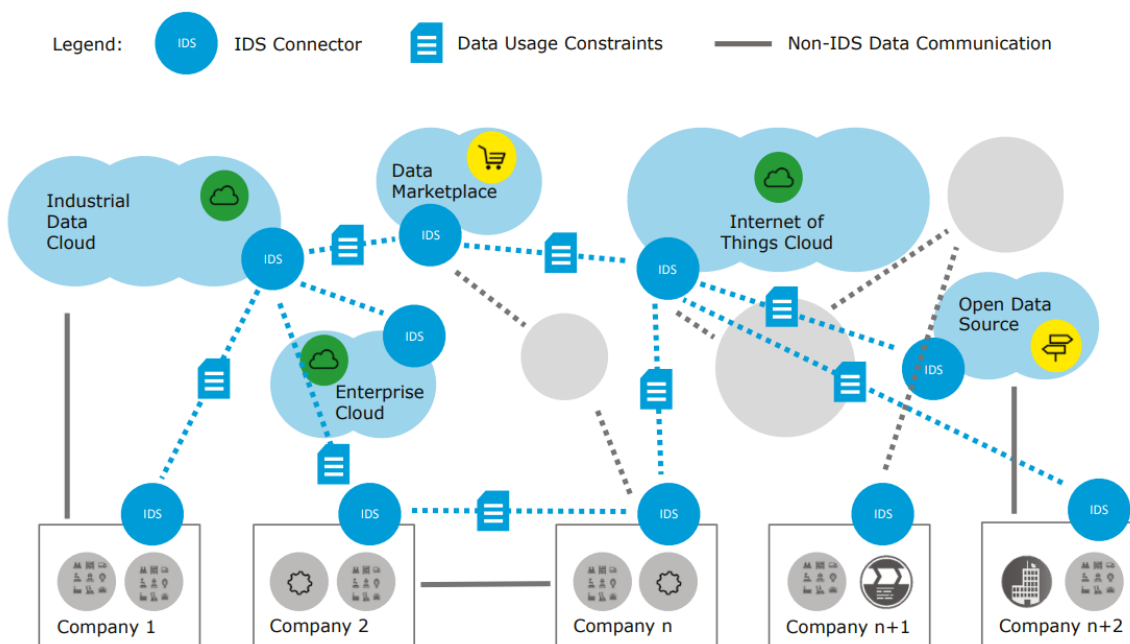 Legend:
IDS
IDS Connector
Data Usage Constraints
Non-IDS Data Communication
Industrial
Data
Cloud
Data
Marketplace
Internet of
Things Cloud
Open Data
Source
Enterprise
Cloud
IDS
IDS
IDS
IDS
IDS
IDS
IDS
IDS
IDS
IDS
Company 1
Company 2
Company n
Company n+1
Company n+2